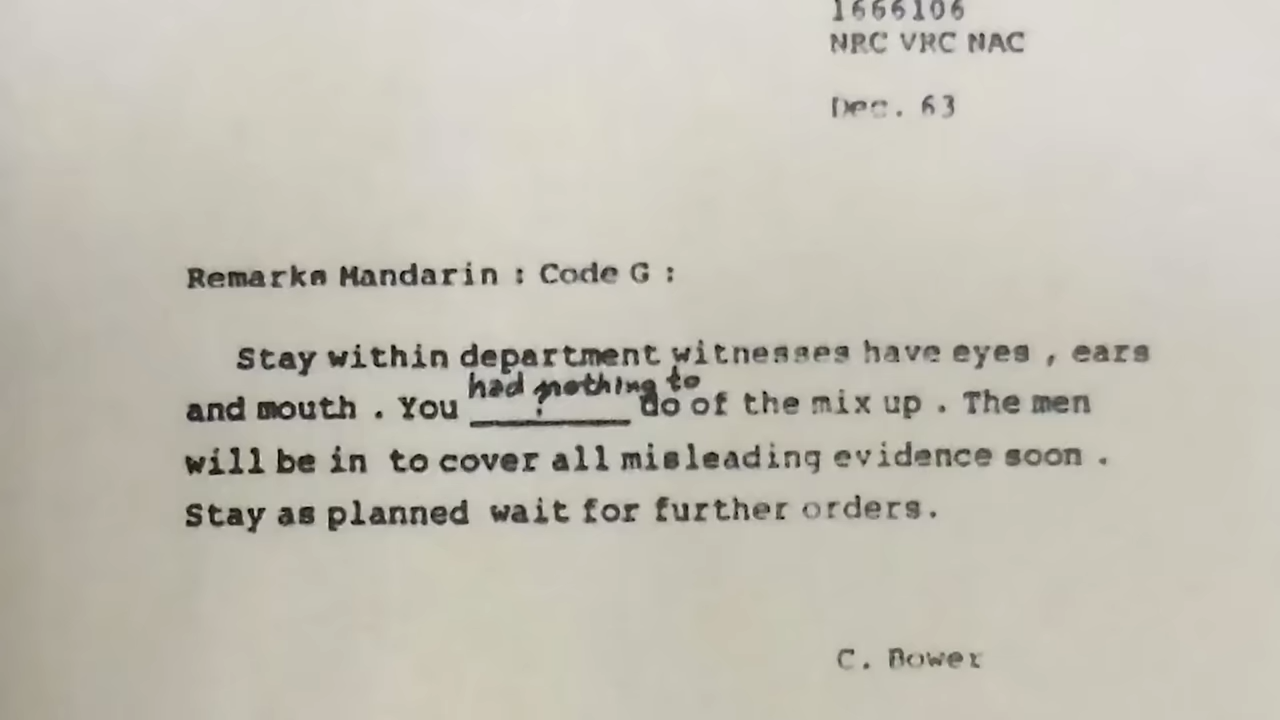 1666106
NRC VRC NAC
Dec. 63
Remarks Mandarin : Code G :
Stay within department witnesses have eyes , ears
had nothing to
and mouth . You ? do of the mix up . The men
will be in to cover all misleading evidence soon .
Stay as planned wait for further orders.
C. Bower